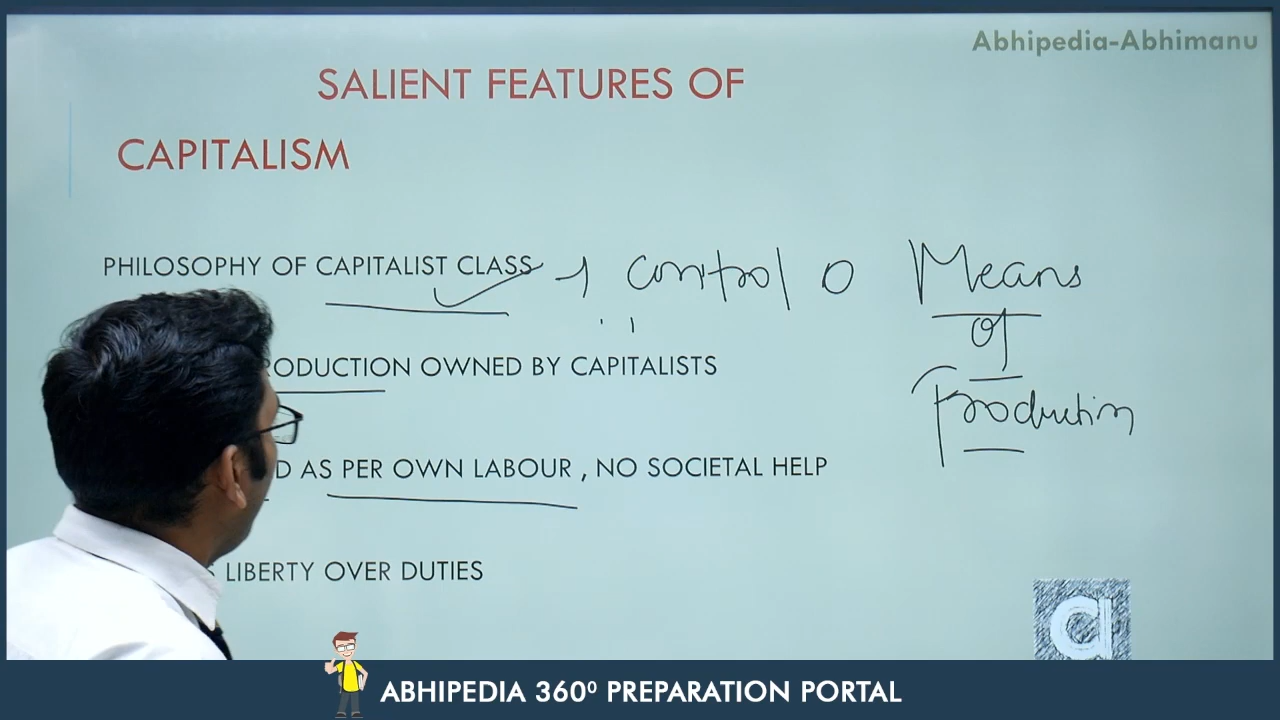 Abhipedia-Abhimanu
SALIENT FEATURES OF
CAPITALISM
PHILOSOPHY OF CAPITALIST CLASS
control
Means
of
Production
RODUCTION OWNED BY CAPITALISTS
D AS PER OWN LABOUR , NO SOCIETAL HELP
LIBERTY OVER DUTIES
a
ABHIPEDIA 360⁰ PREPARATION PORTAL